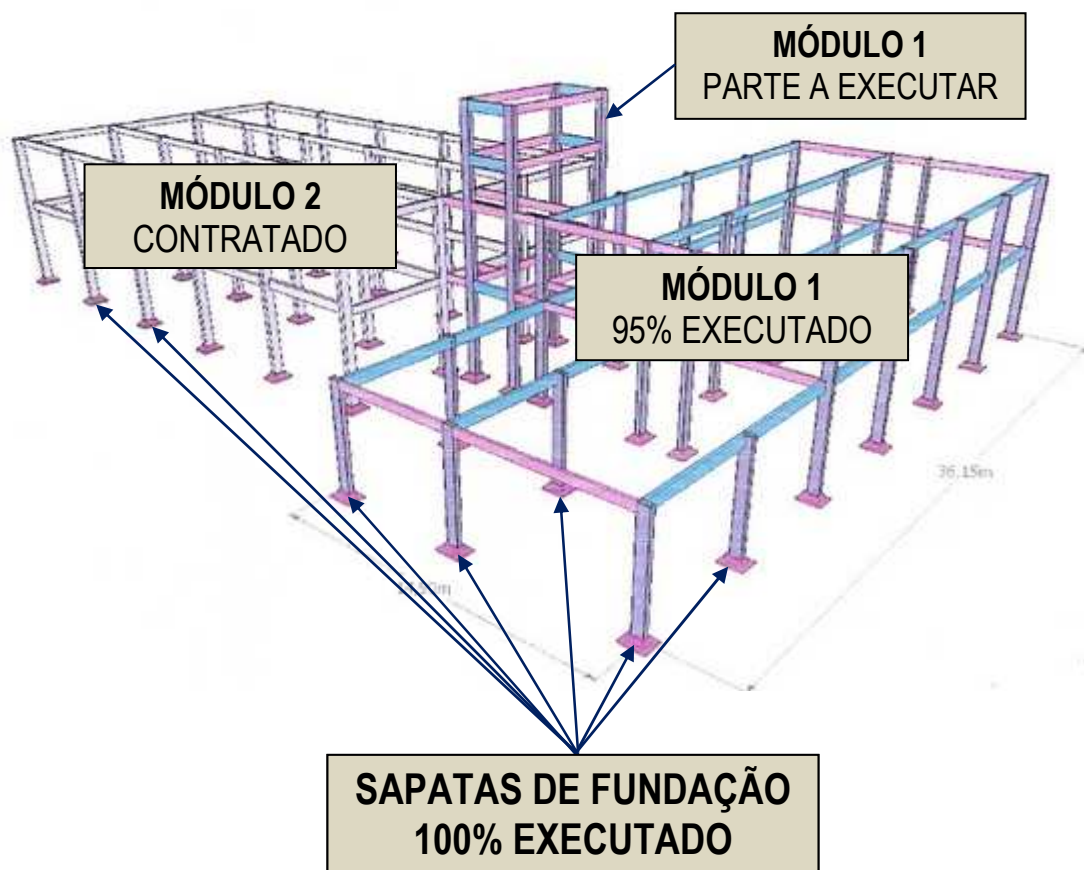 MÓDULO 1
PARTE A EXECUTAR
MÓDULO 2
CONTRATADO
MÓDULO 1
95% EXECUTADO
36.15m
SAPATAS DE FUNDAÇÃO
100% EXECUTADO